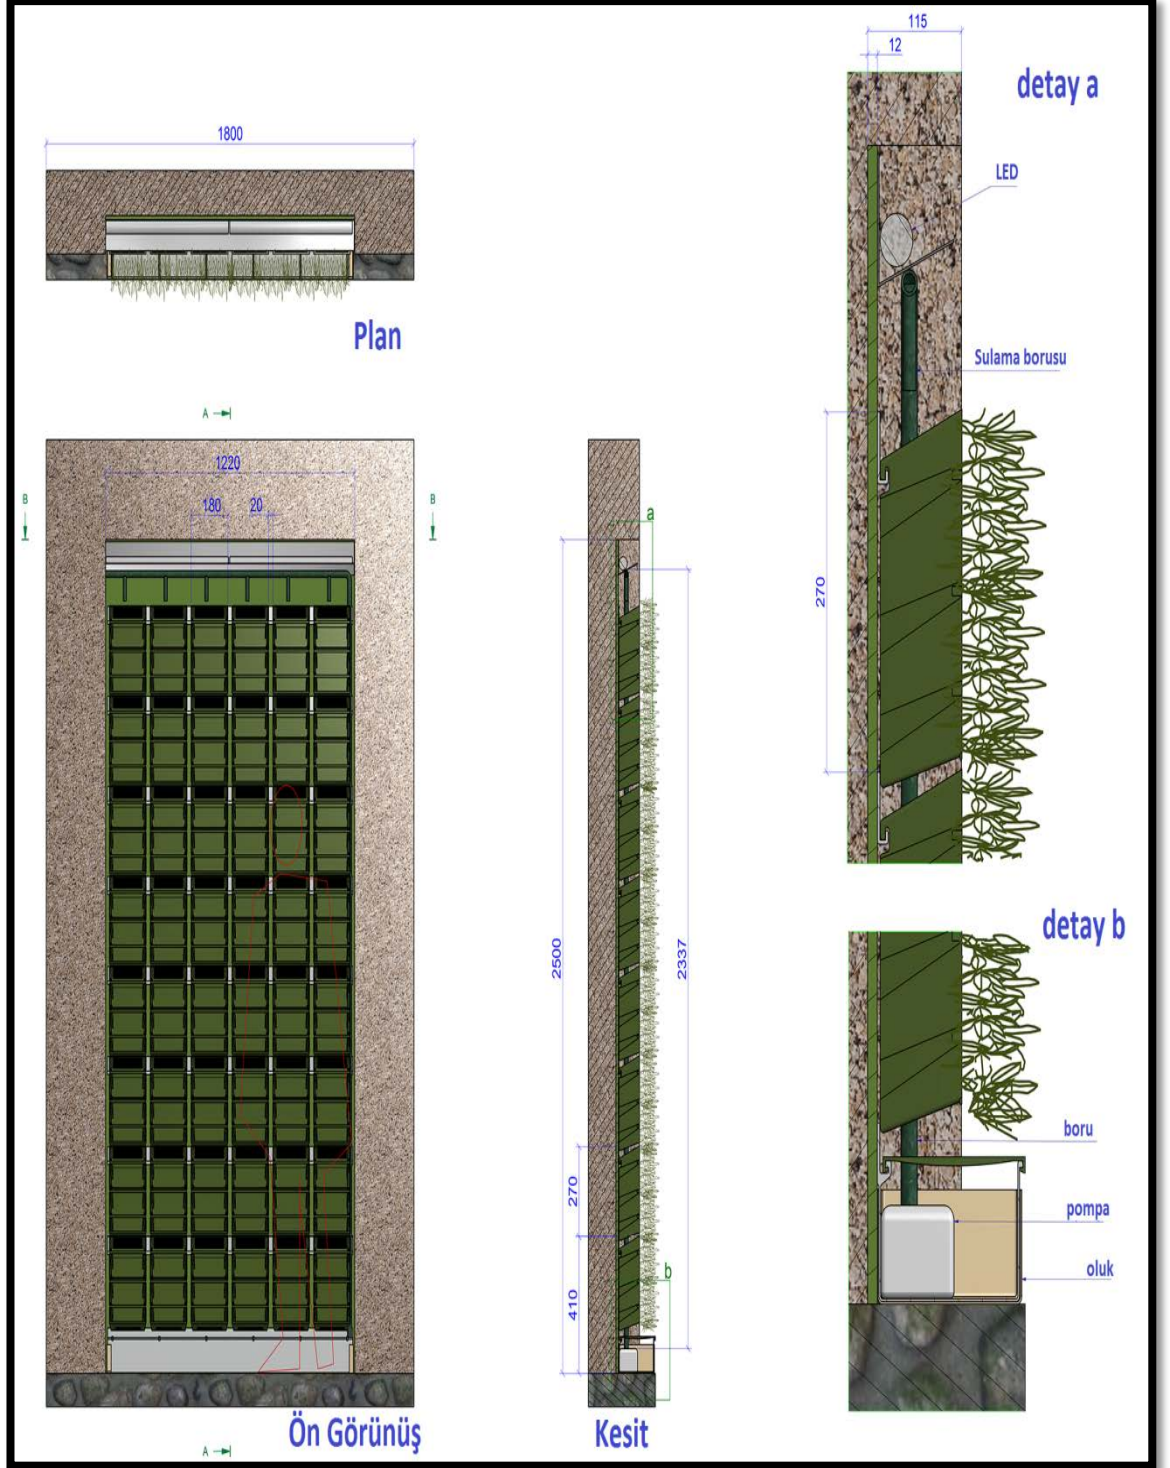 115
12
detay a
LED
1800
Plan
Sulama borusu
A
A
B
B
1220
180
20
a
270
2500
2337
270
410
b
detay b
boru
pompa
oluk
Ön Görünüş
Kesit